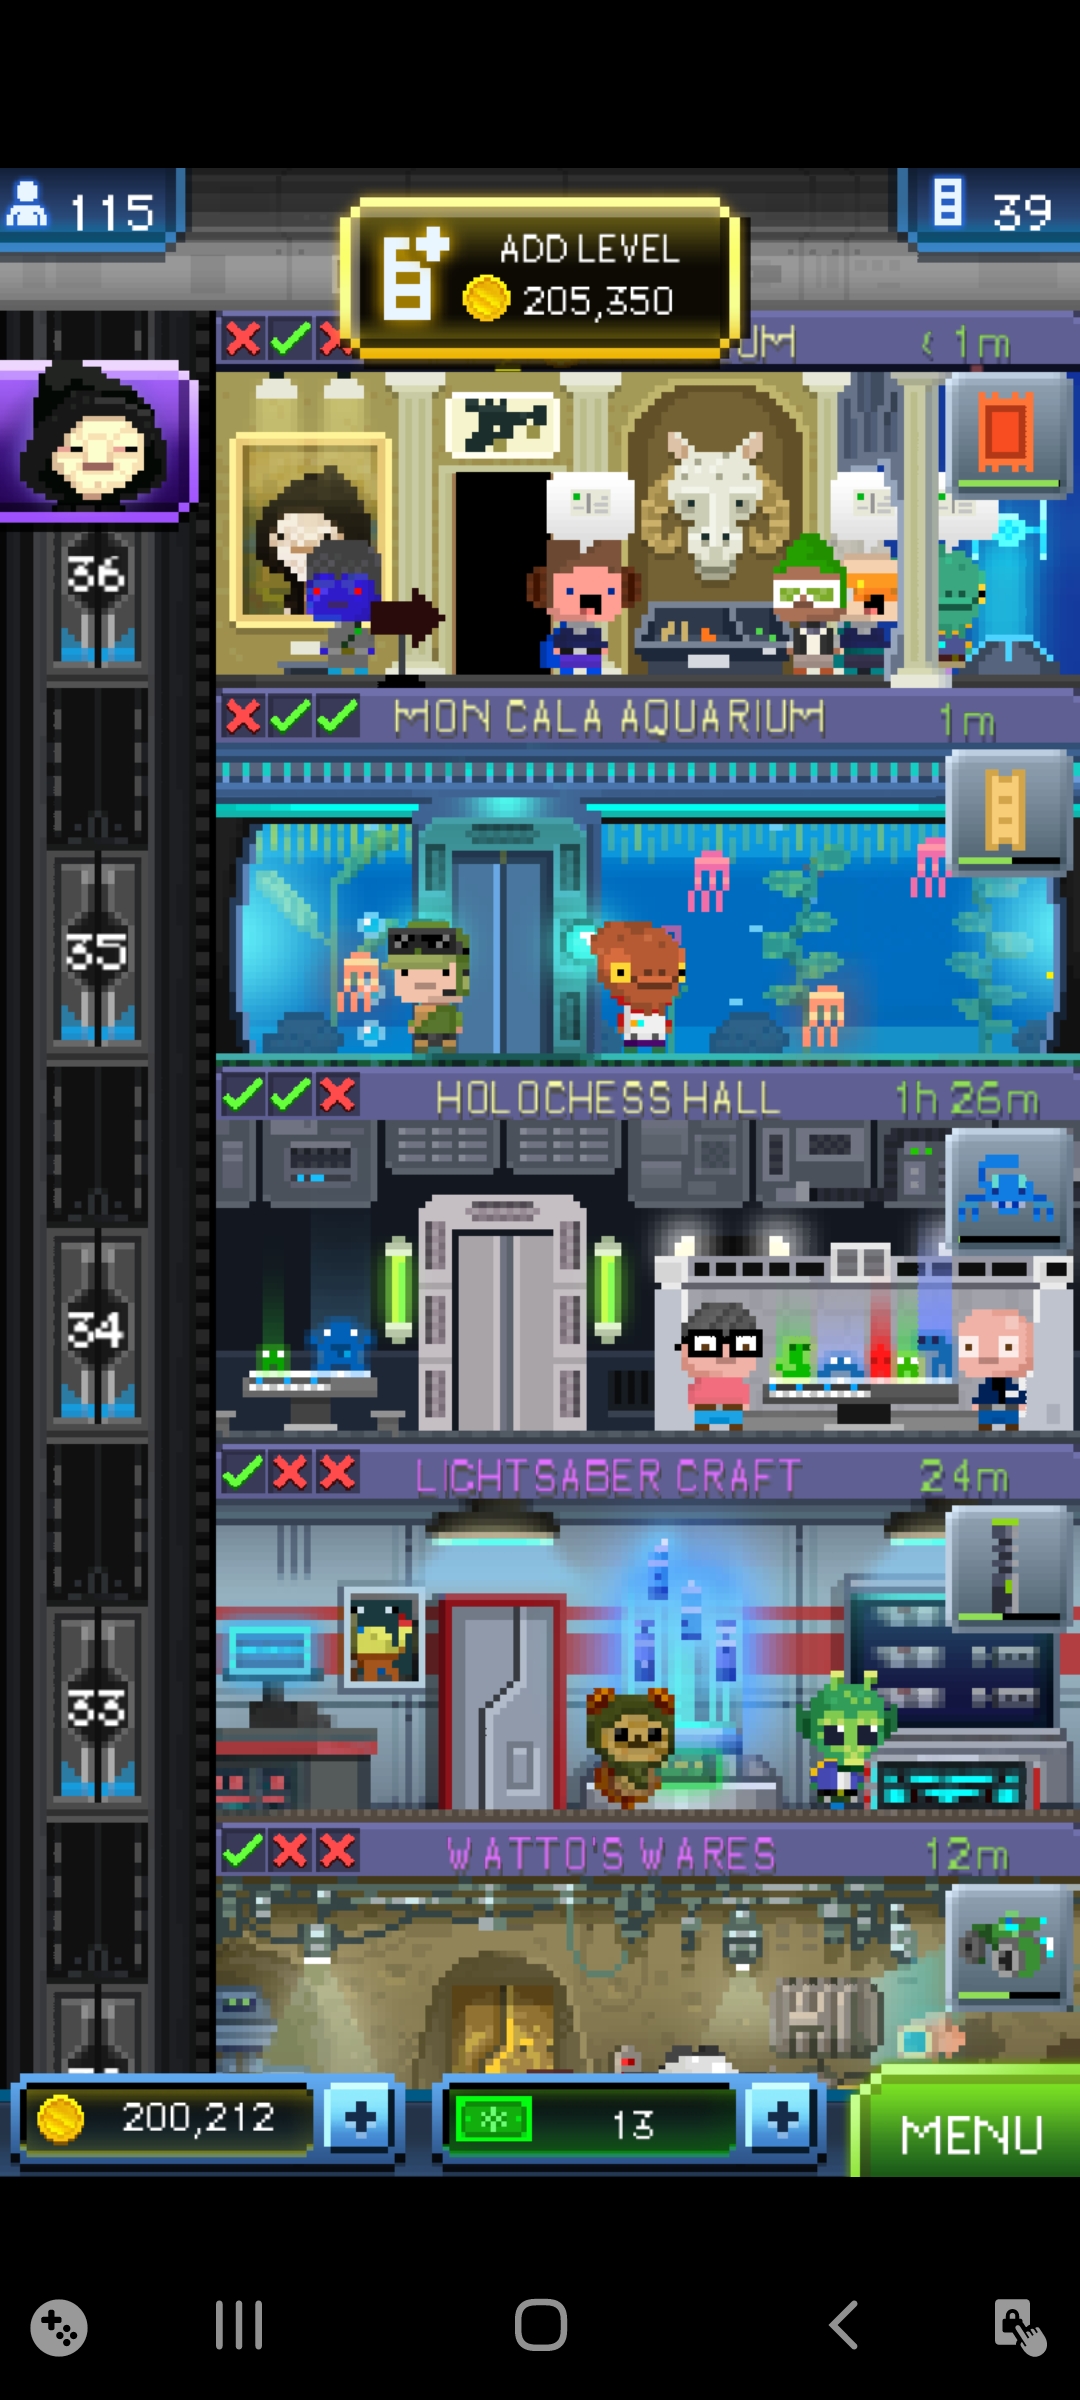 115
ADD LEVEL
205,350
39
UM
< 1m
36
MON CALA AQUARIUM
1m
35
HOLOCHESS HALL
1h 26m
34
LIGHTSABER CRAFT
24m
33
WATTO'S WARES
12m
200,212
13
MENU